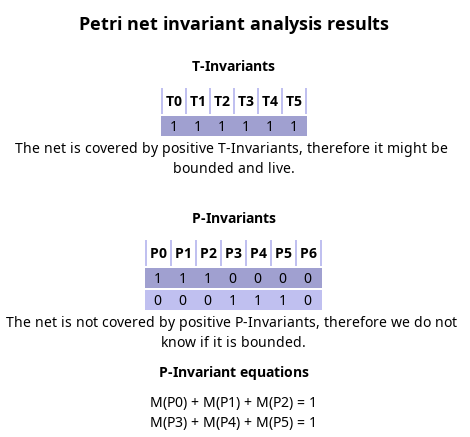 Petri net invariant analysis results
T-Invariants
T0 T1 T2 T3 T4 T5
1 1 1 1 1 1
The net is covered by positive T-Invariants, therefore it might be
bounded and live.
P-Invariants
P0 P1 P2 P3 P4 P5 P6
1 1 1 0 0 0 0
0 0 0 1 1 1 0
The net is not covered by positive P-Invariants, therefore we do not
know if it is bounded.
P-Invariant equations
M(P0) + M(P1) + M(P2) = 1
M(P3) + M(P4) + M(P5) = 1